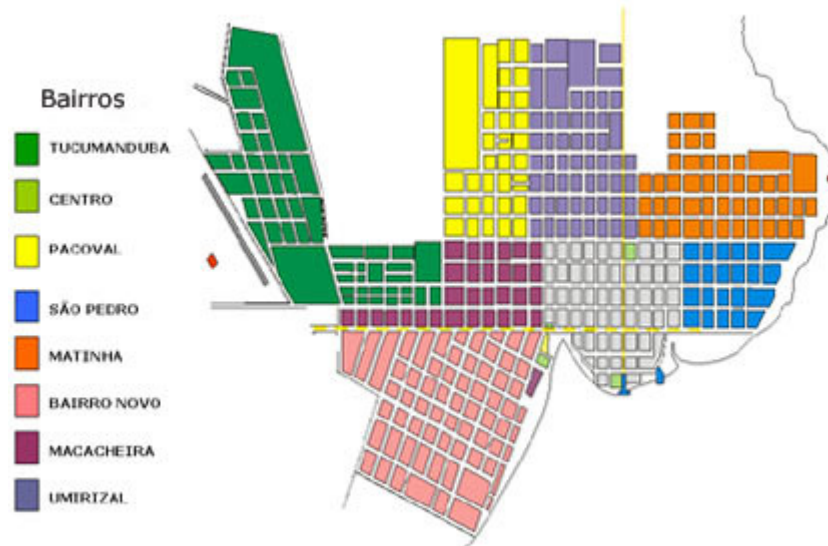 Bairros
TUCUMANDUBA
CENTRO
PACOVAL
SÃO PEDRO
MATINHA
BAIRRO NOVO
MACACHEIRA
UMIRIZAL